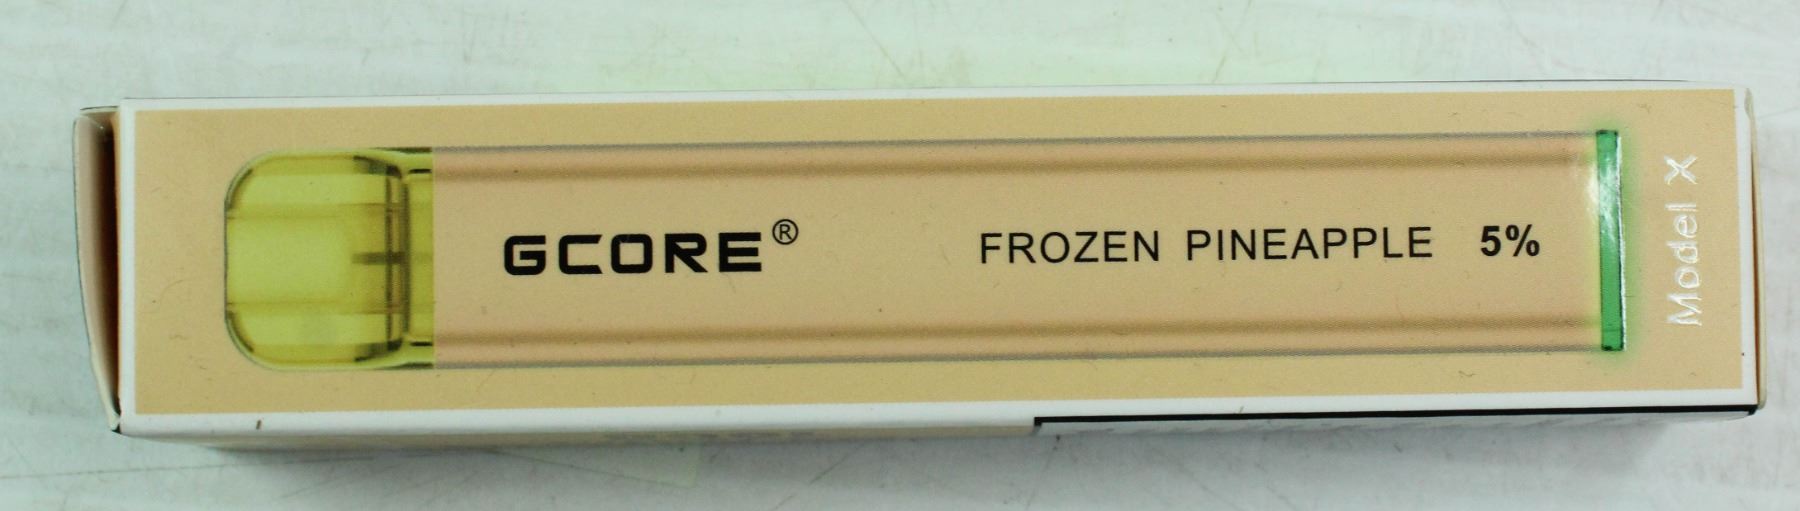 GCORE®
FROZEN PINEAPPLE 5%
Model X